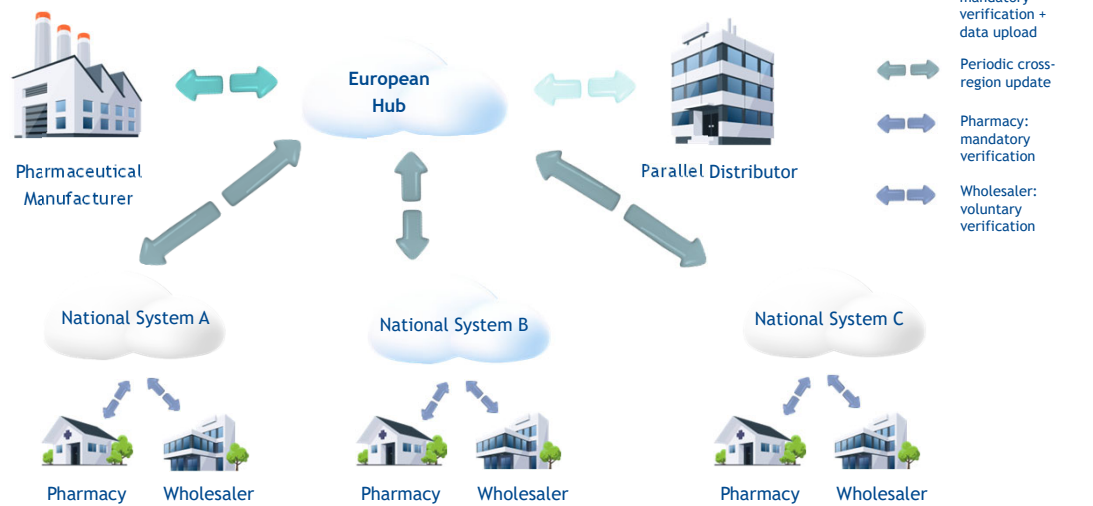 mandatory
verification +
data upload
European
Hub
Periodic cross-
region update
Pharmacy:
mandatory
verification
Pharmaceutical
Manufacturer
Parallel Distributor
Wholesaler:
voluntary
verification
National System A
National System B
National System C
Pharmacy
Wholesaler
Pharmacy
Wholesaler
Pharmacy
Wholesaler